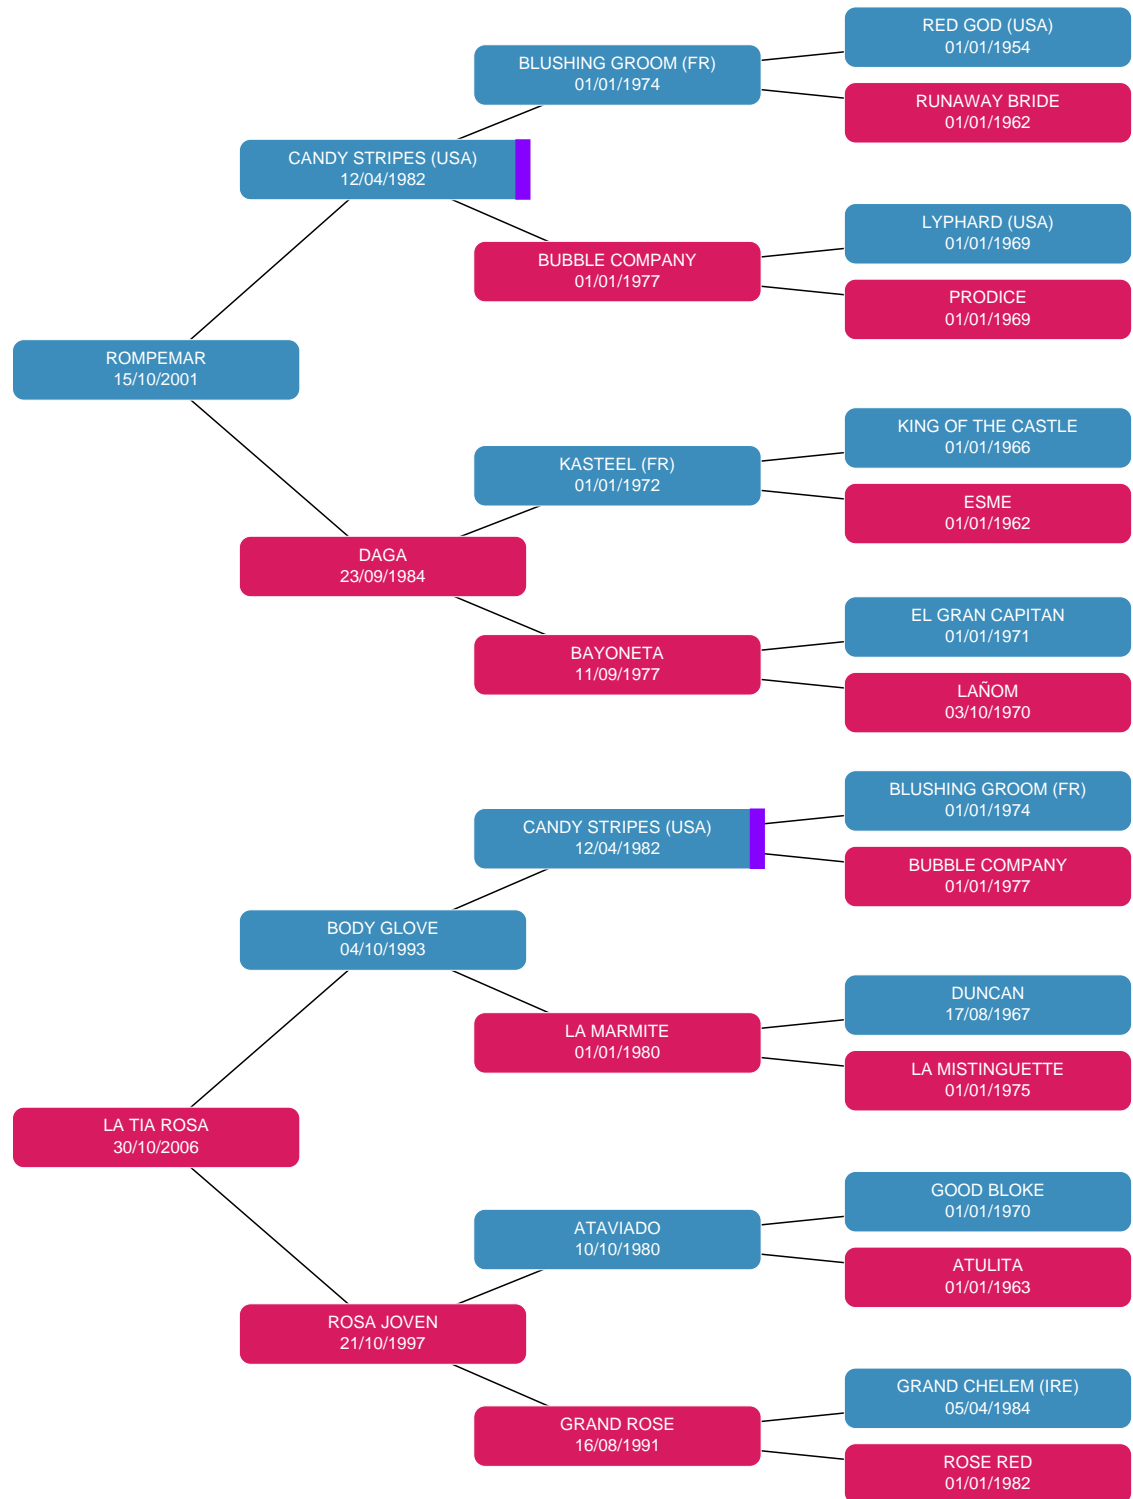 RED GOD (USA)
01/01/1954
BLUSHING GROOM (FR)
01/01/1974
RUNAWAY BRIDE
01/01/1962
CANDY STRIPES (USA)
12/04/1982
LYPHARD (USA)
01/01/1969
BUBBLE COMPANY
01/01/1977
PRODICE
01/01/1969
ROMPEMAR
15/10/2001
KING OF THE CASTLE
01/01/1966
KASTEEL (FR)
01/01/1972
ESME
01/01/1962
DAGA
23/09/1984
EL GRAN CAPITAN
01/01/1971
BAYONETA
11/09/1977
LAÑOM
03/10/1970
BLUSHING GROOM (FR)
01/01/1974
CANDY STRIPES (USA)
12/04/1982
BUBBLE COMPANY
01/01/1977
BODY GLOVE
04/10/1993
DUNCAN
17/08/1967
LA MARMITE
01/01/1980
LA MISTINGUETTE
01/01/1975
LA TIA ROSA
30/10/2006
GOOD BLOKE
01/01/1970
ATAVIADO
10/10/1980
ATULITA
01/01/1963
ROSA JOVEN
21/10/1997
GRAND CHELEM (IRE)
05/04/1984
GRAND ROSE
16/08/1991
ROSE RED
01/01/1982